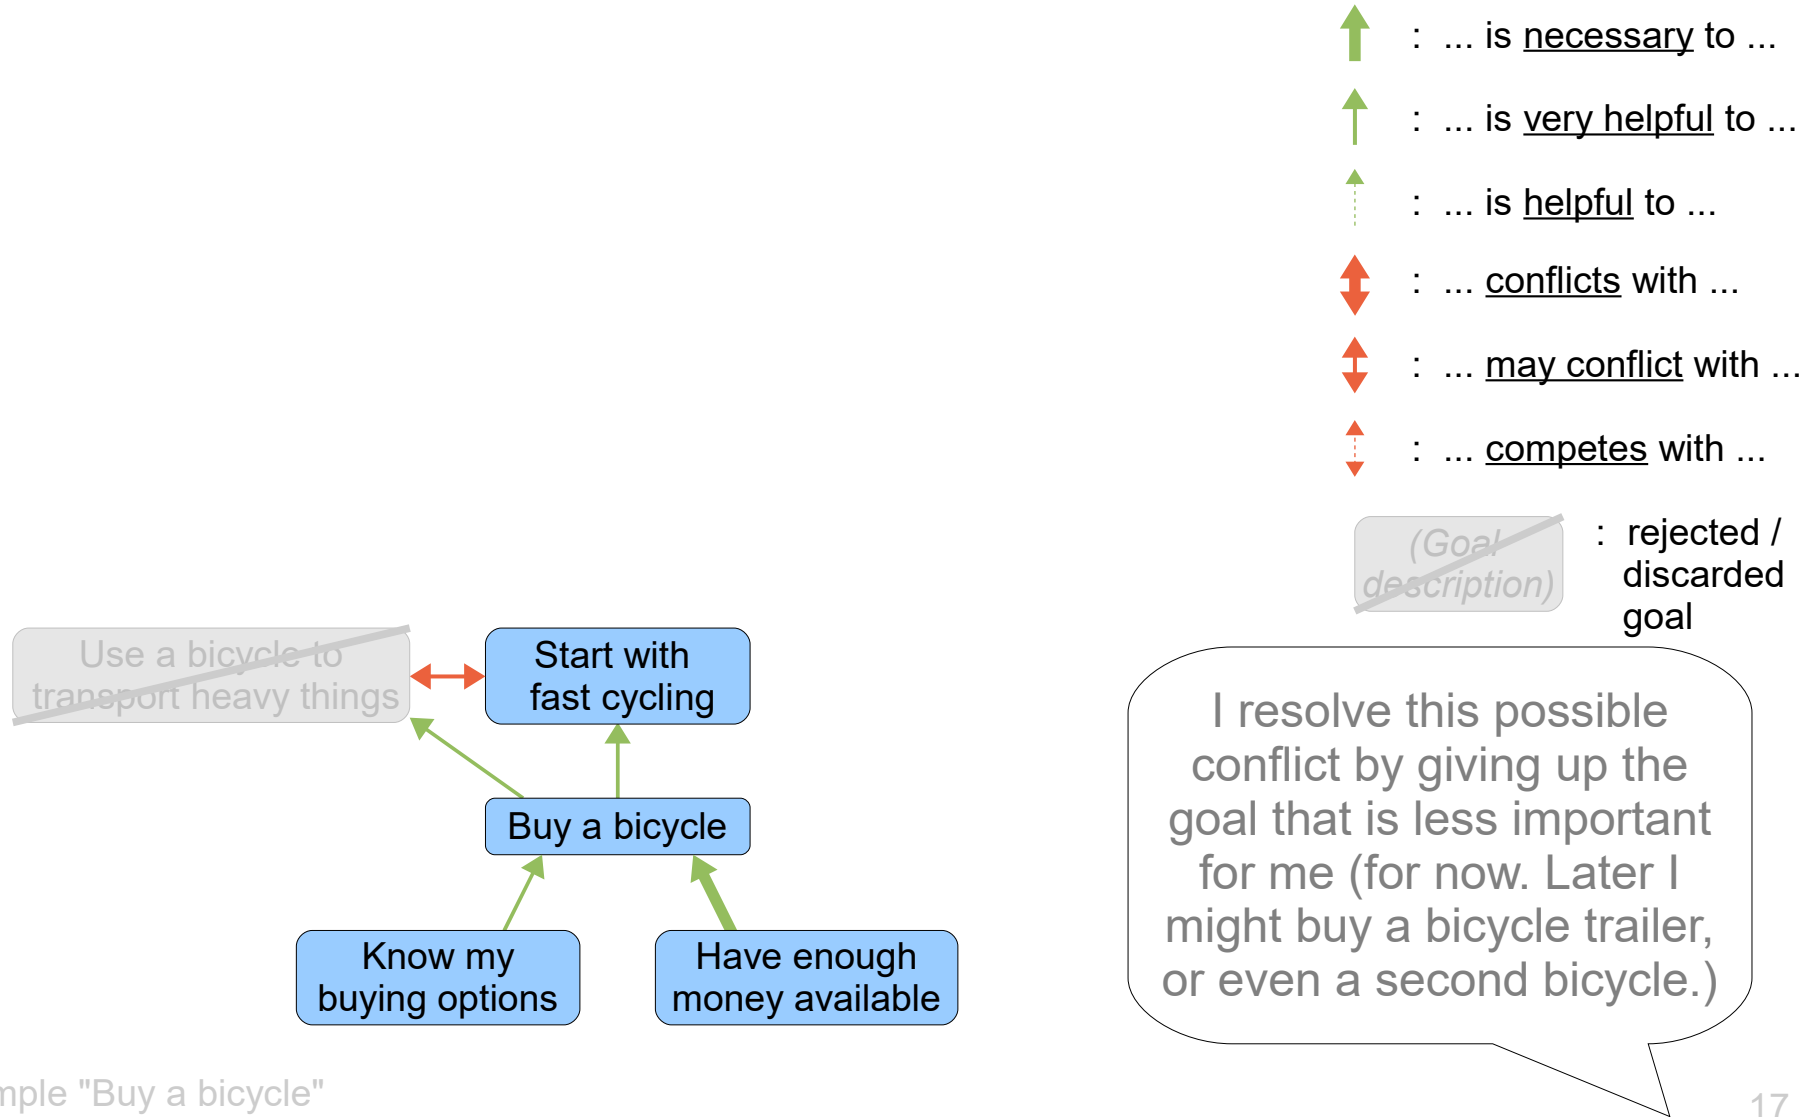 : ... is necessary to ...
: ... is very helpful to ...
: ... is helpful to ...
: ... conflicts with ...
: ... may conflict with ...
: ... competes with ...
(Goal
description)
: rejected /
discarded
goal
Use a bicycle to
transport heavy things
Start with
fast cycling
Buy a bicycle
Know my
buying options
Have enough
money available
I resolve this possible
conflict by giving up the
goal that is less important
for me (for now. Later I
might buy a bicycle trailer,
or even a second bicycle.)
mple "Buy a bicycle"
17